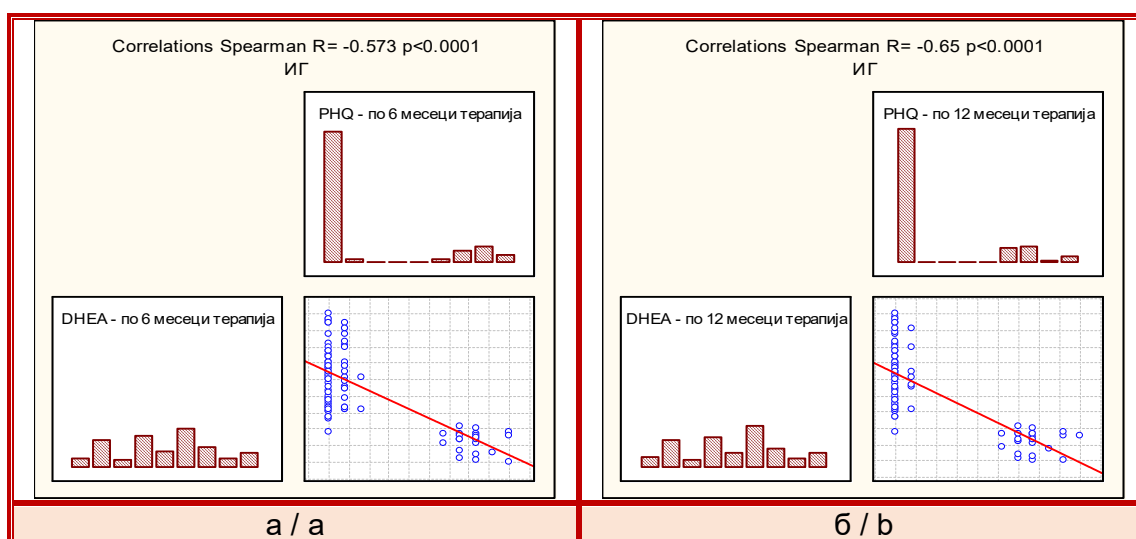 Correlations Spearman R= -0.573 p<0.0001
ИГ
PHQ - по 6 месеци терапија
DHEA - по 6 месеци терапија
а / a
Correlations Spearman R= -0.65 p<0.0001
ИГ
PHQ - по 12 месеци терапија
DHEA - по 12 месеци терапија
б / b